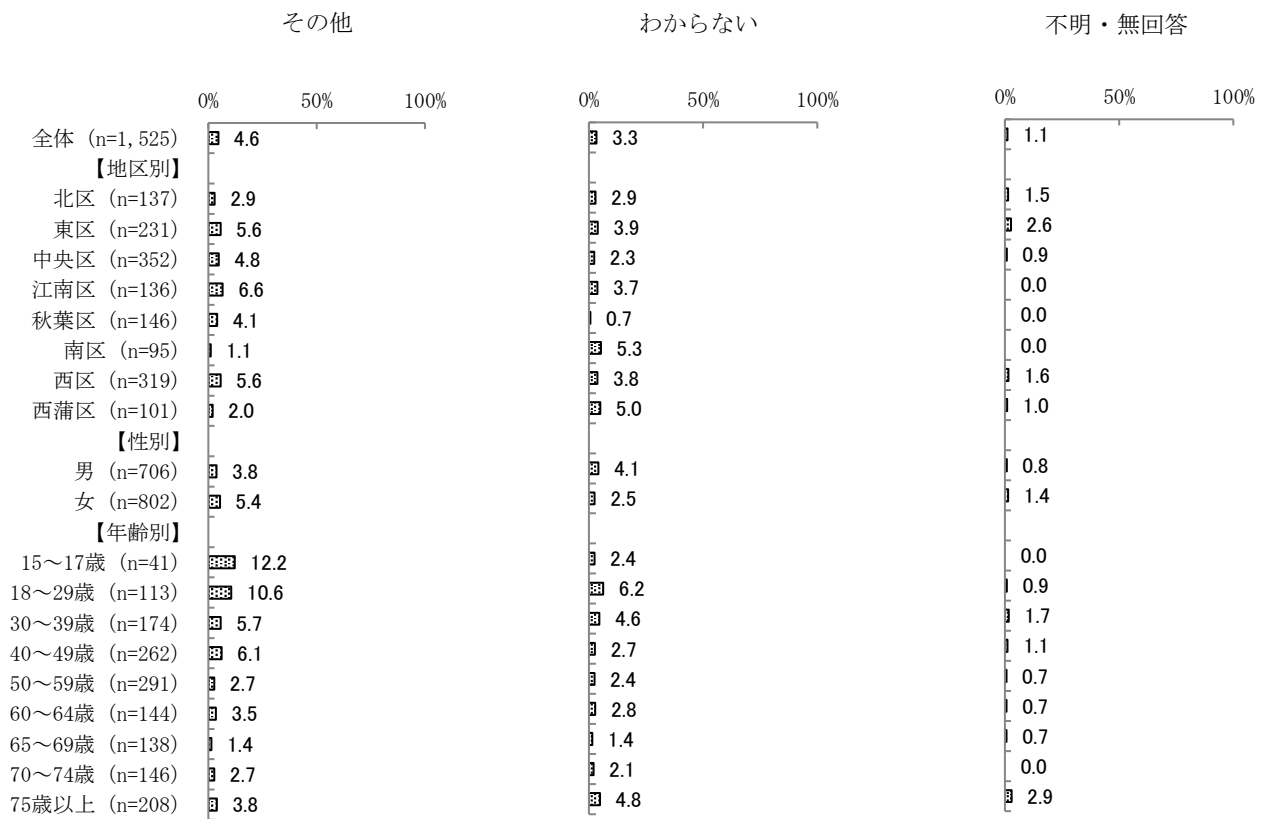 その他 わからない 不明・無回答
0% 50% 100% 0% 50% 100% 0% 50% 100%
全体 (n=1,525) 4.6 3.3 1.1
【地区別】
北区 (n=137) 2.9 2.9 1.5
東区 (n=231) 5.6 3.9 2.6
中央区 (n=352) 4.8 2.3 0.9
江南区 (n=136) 6.6 3.7 0.0
秋葉区 (n=146) 4.1 0.7 0.0
南区 (n=95) 1.1 5.3 0.0
西区 (n=319) 5.6 3.8 1.6
西蒲区 (n=101) 2.0 5.0 1.0
【性別】
男 (n=706) 3.8 4.1 0.8
女 (n=802) 5.4 2.5 1.4
【年齢別】
15～17歳 (n=41) 12.2 2.4 0.0
18～29歳 (n=113) 10.6 6.2 0.9
30～39歳 (n=174) 5.7 4.6 1.7
40～49歳 (n=262) 6.1 2.7 1.1
50～59歳 (n=291) 2.7 2.4 0.7
60～64歳 (n=144) 3.5 2.8 0.7
65～69歳 (n=138) 1.4 1.4 0.7
70～74歳 (n=146) 2.7 2.1 0.0
75歳以上 (n=208) 3.8 4.8 2.9